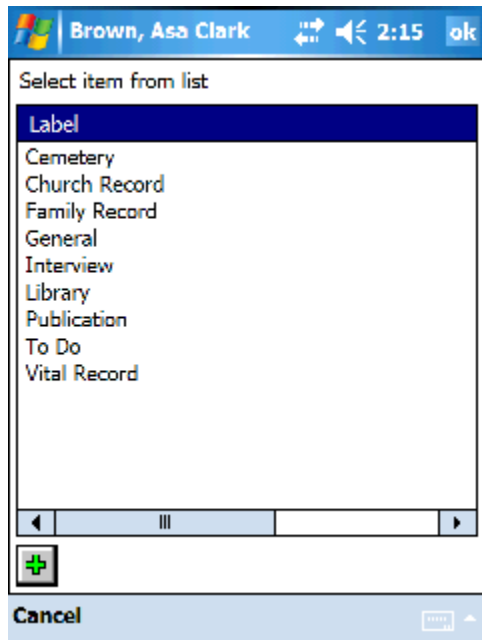 Brown, Asa Clark 2:15 ok
Select item from list
Label
Cemetery
Church Record
Family Record
General
Interview
Library
Publication
To Do
Vital Record
Cancel